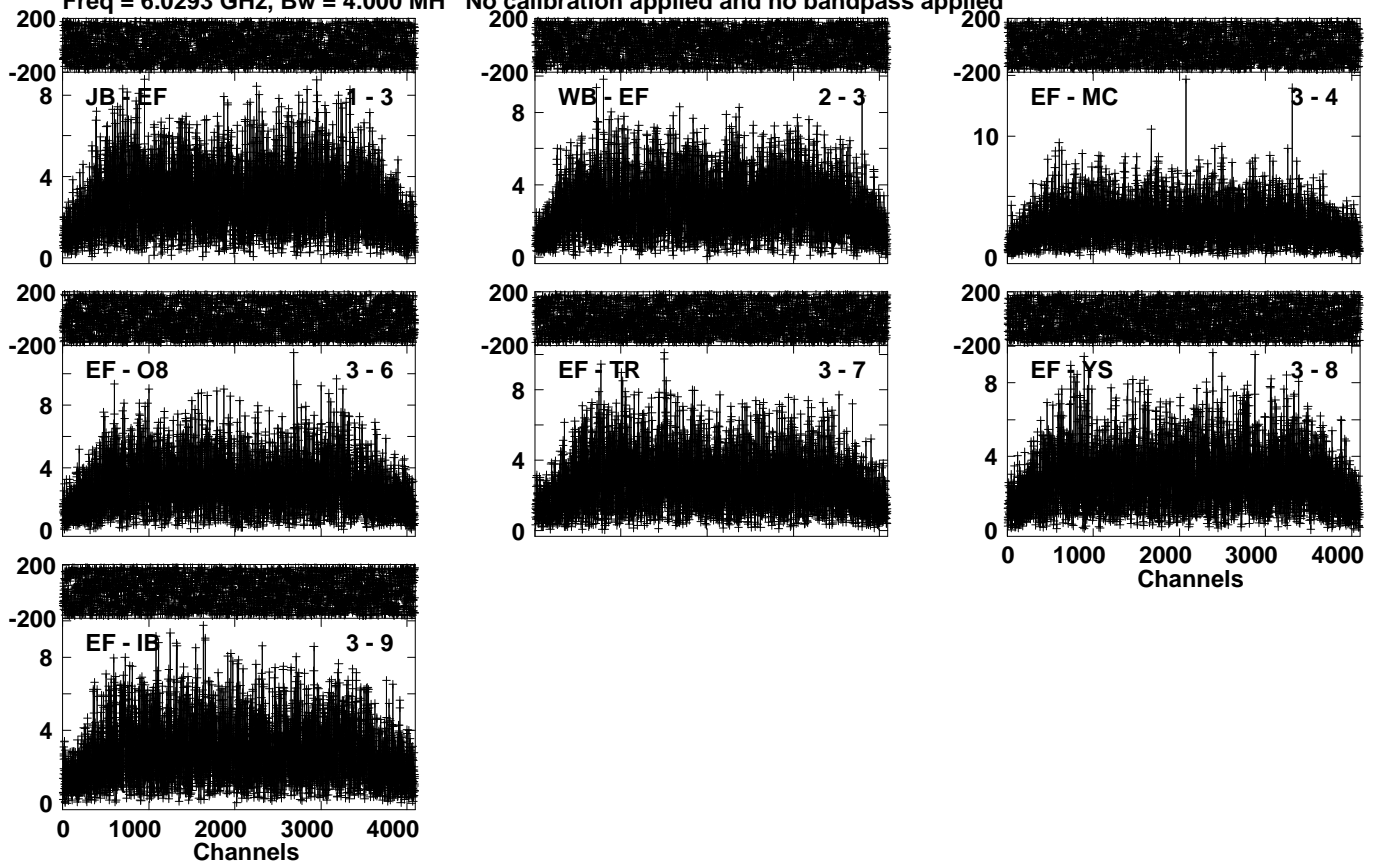 Freq = 6.0293 GHz, Bw = 4.000 MH No calibration applied and no bandpass applied
200 200 200
-200 -200 -200
JB - EF 1 - 3 WB - EF 2 - 3 EF - MC 3 - 4
8 8 10
4 4
0 0 0
200 200 200
-200 -200 -200
EF - O8 3 - 6 EF - TR 3 - 7 EF - YS 3 - 8
8 8 8
4 4 4
0 0 0
0 1000 2000 3000 4000
Channels
200
-200
EF - IB 3 - 9
8
4
0
0 1000 2000 3000 4000
Channels